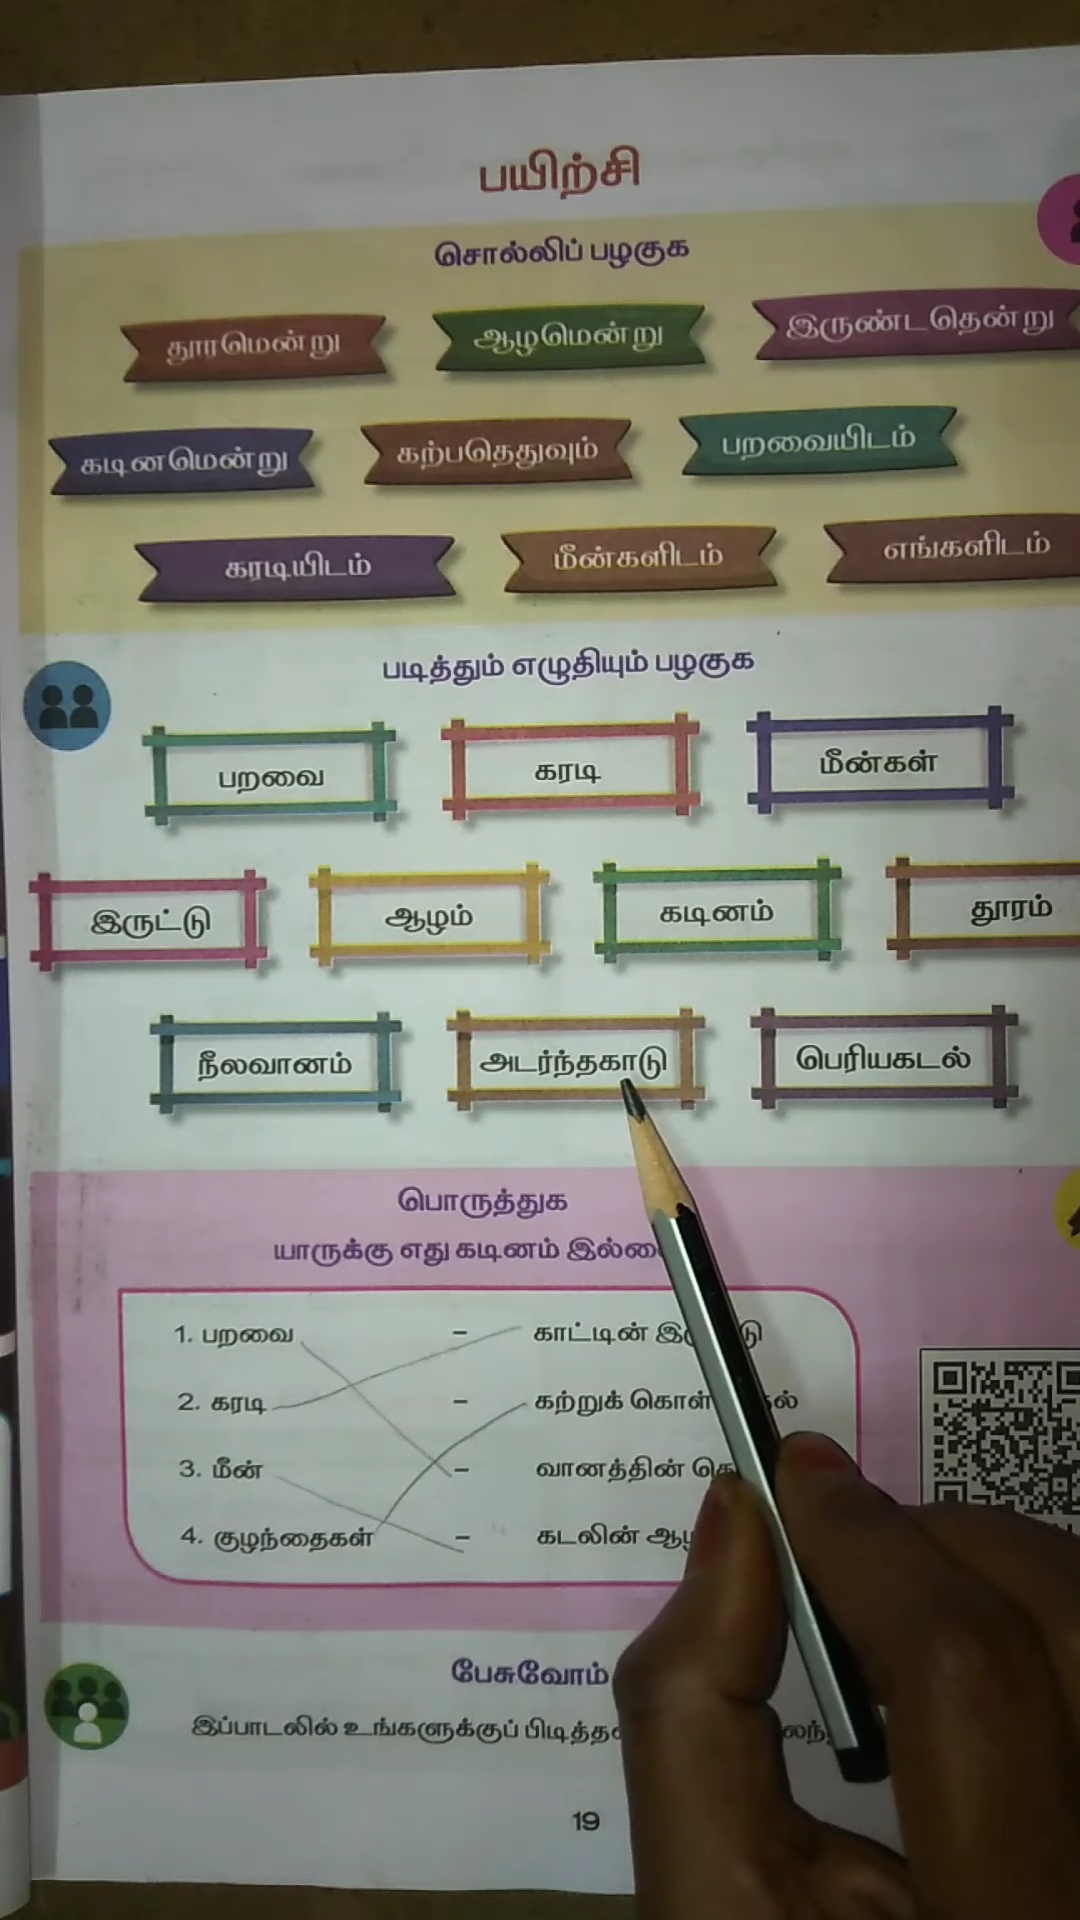 பயிற்சி
சொல்லிப் பழகுக
தூரமென்று ஆழமென்று இருண்டதென்று
கடினமென்று கற்பதெதுவும் பறவையிடம்
கரடியிடம் மீன்களிடம் எங்களிடம்
படித்தும் எழுதியும் பழகுக
பறவை கரடி மீன்கள்
இருட்டு ஆழம் கடினம் தூரம்
நீலவானம் அடர்ந்தகாடு பெரியகடல்
பொருத்துக
யாருக்கு எது கடினம்
1. பறவை – காட்டின்
2. கரடி – கற்றுக்
3. மீன் – வானத்தின்
4. குழந்தைகள் – கடலின்
பேசுவோம்
இப்பாடலில் உங்களுக்குப்
19